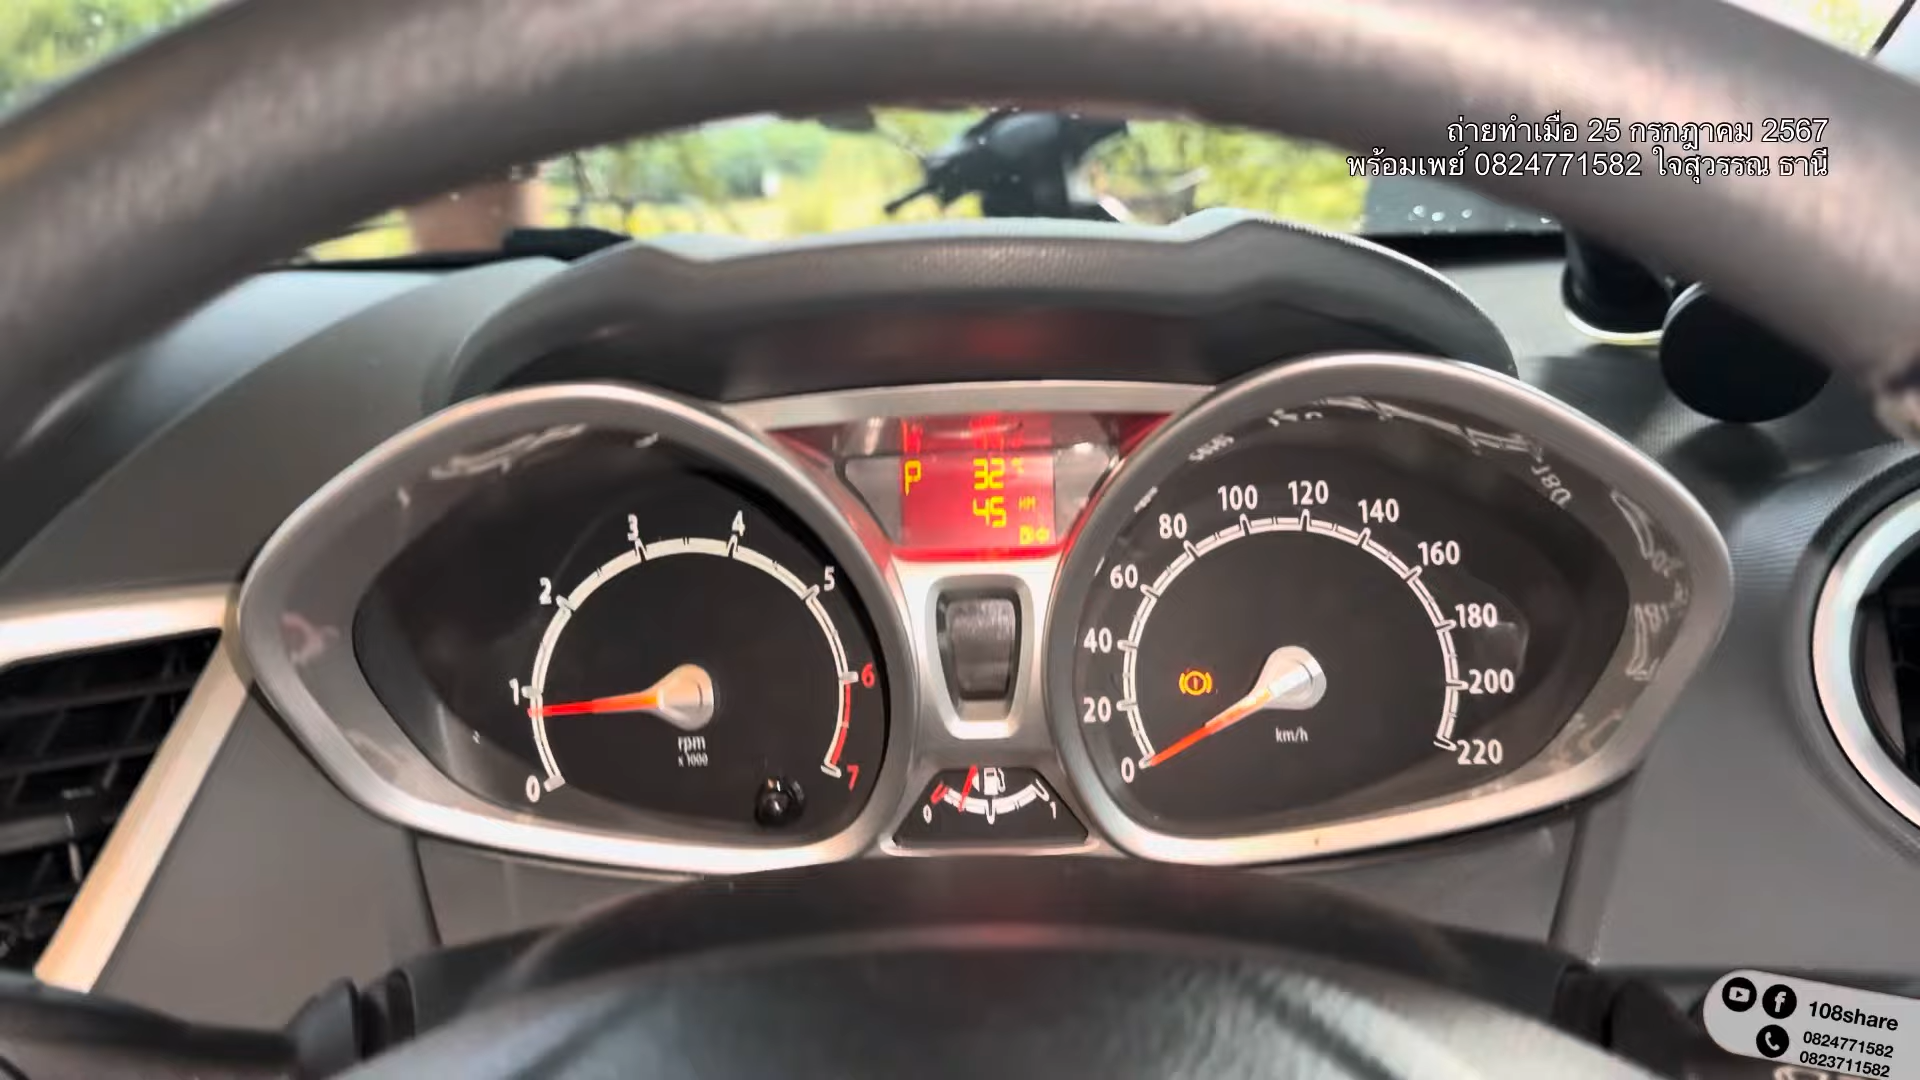 ถ่ายทำเมื่อ 25 กรกฎาคม 2567
พร้อมเพย์ 0824771582 ใจสุวรรณ ธานี
P 32 °C
45 KM
0 1 2 3 4 5 6 7
rpm
x 1000
0 20 40 60 80 100 120 140 160 180 200 220
km/h
0 1
108share
0824771582
0823711582